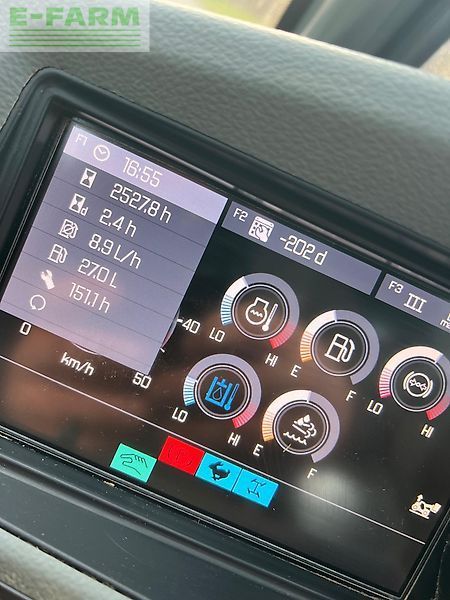 E-FARM
F1 16:55
2527.8 h
2.4 h
8.9 L/h
27.0 L
151.1 h
F2 -202 d
F3 III
-40
0
km/h
50
LO HI
E F
LO HI
LO HI
E F